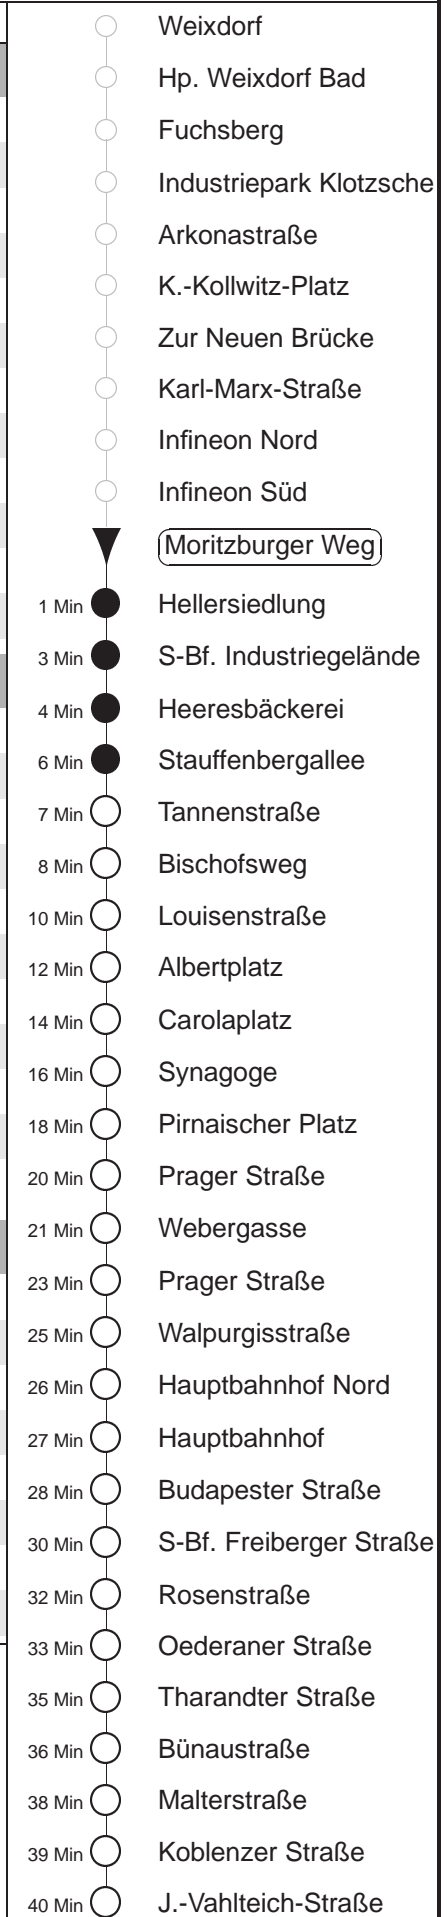 Weixdorf
Hp. Weixdorf Bad
Fuchsberg
Industriepark Klotzsche
Arkonastraße
K.-Kollwitz-Platz
Zur Neuen Brücke
Karl-Marx-Straße
Infineon Nord
Infineon Süd
Moritzburger Weg
1 Min Hellersiedlung
3 Min S-Bf. Industriegelände
4 Min Heeresbäckerei
6 Min Stauffenbergallee
7 Min Tannenstraße
8 Min Bischofsweg
10 Min Louisenstraße
12 Min Albertplatz
14 Min Carolaplatz
16 Min Synagoge
18 Min Pirnaischer Platz
20 Min Prager Straße
21 Min Webergasse
23 Min Prager Straße
25 Min Walpurgisstraße
26 Min Hauptbahnhof Nord
27 Min Hauptbahnhof
28 Min Budapester Straße
30 Min S-Bf. Freiberger Straße
32 Min Rosenstraße
33 Min Oederaner Straße
35 Min Tharandter Straße
36 Min Bünaustraße
38 Min Malterstraße
39 Min Koblenzer Straße
40 Min J.-Vahlteich-Straße